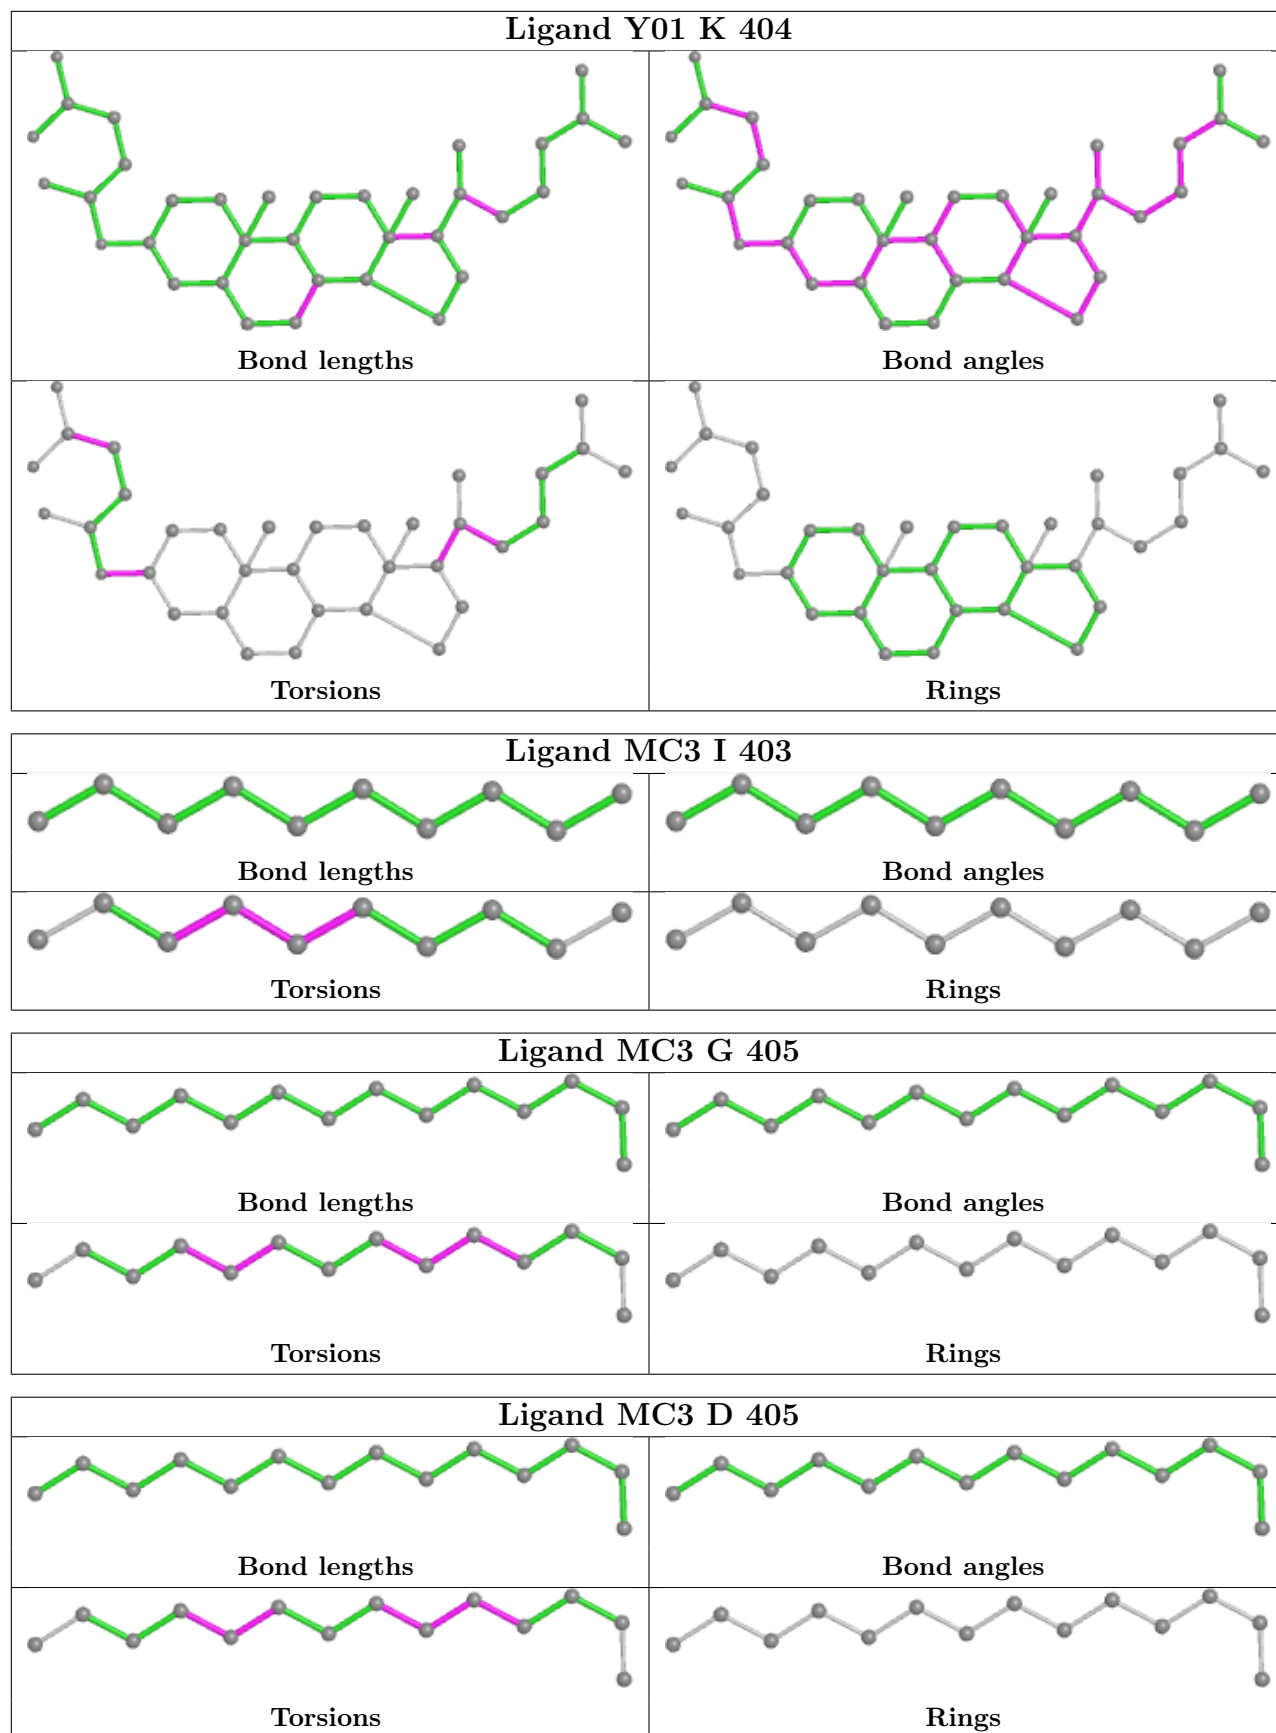 Ligand Y01 K 404
Bond lengths
Bond angles
Torsions
Rings
Ligand MC3 I 403
Bond lengths
Bond angles
Torsions
Rings
Ligand MC3 G 405
Bond lengths
Bond angles
Torsions
Rings
Ligand MC3 D 405
Bond lengths
Bond angles
Torsions
Rings